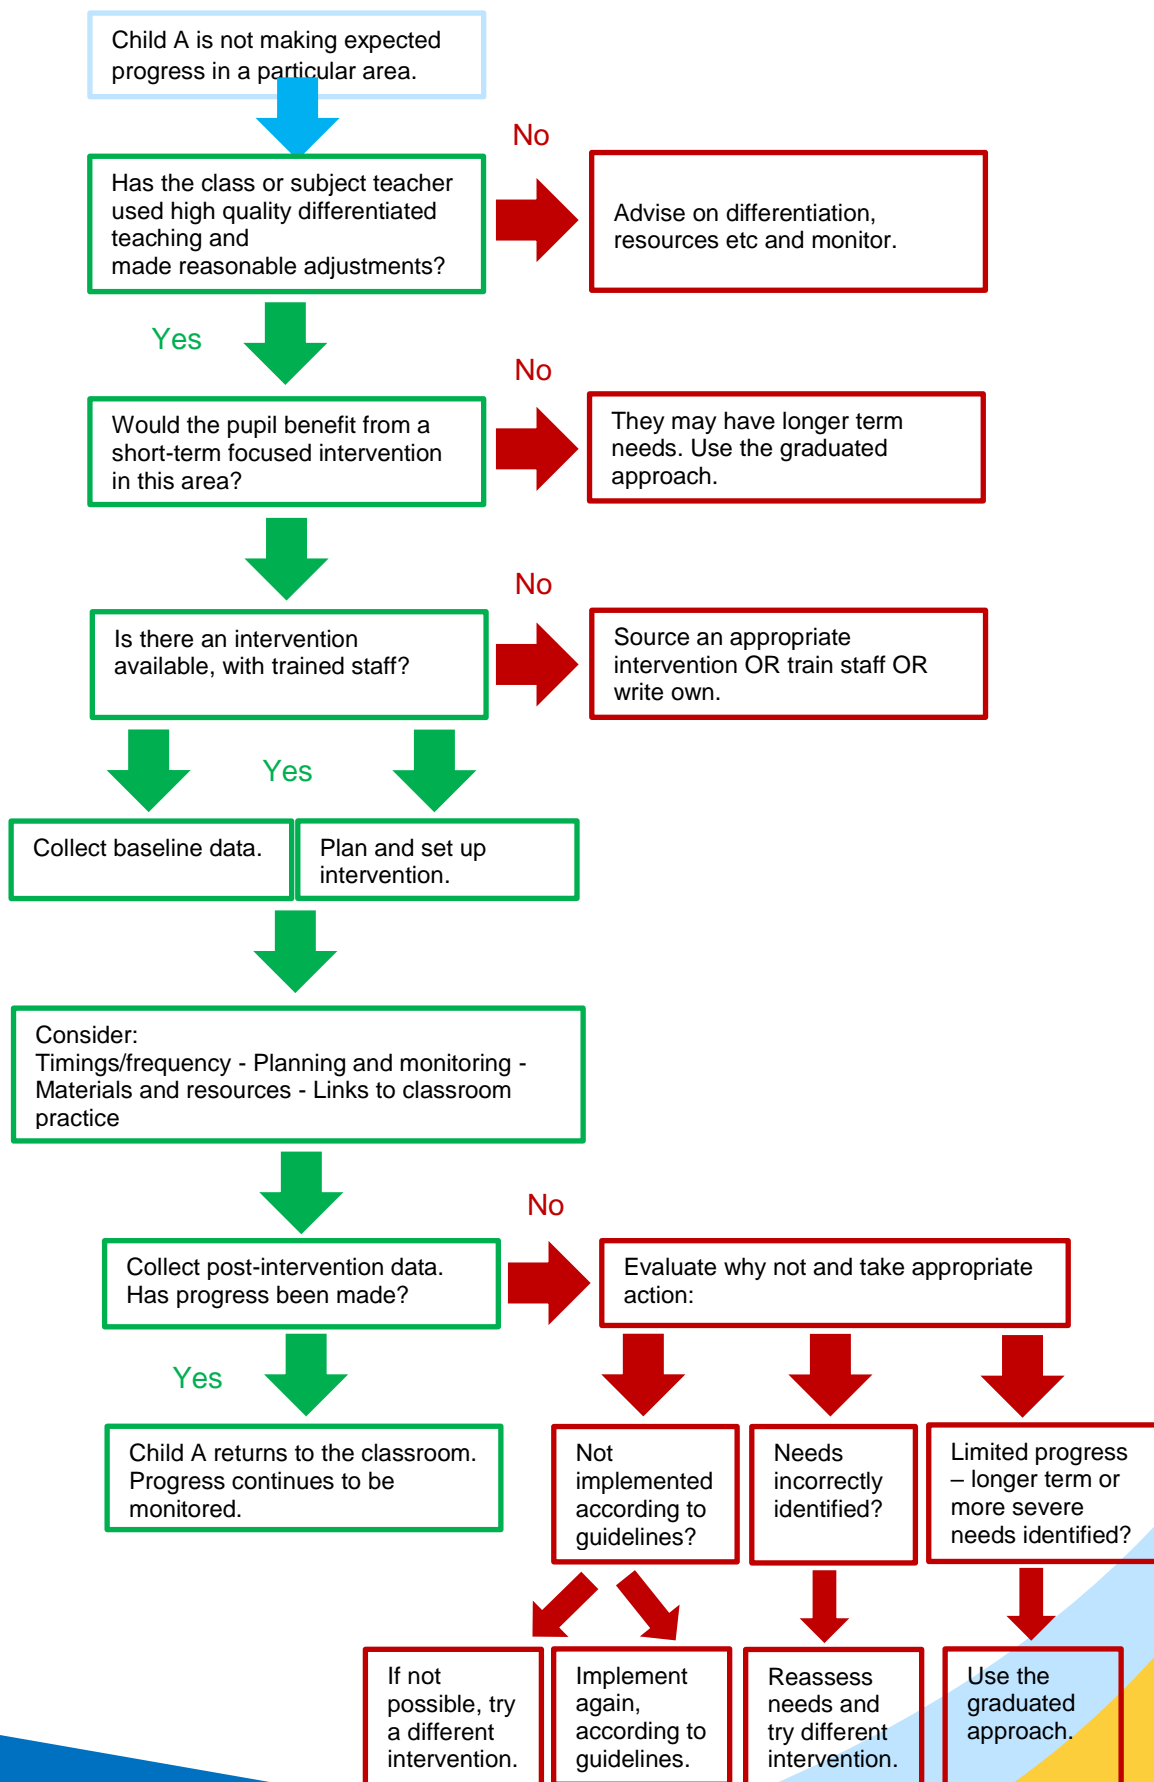 Child A is not making expected
progress in a particular area.
No
Has the class or subject teacher
used high quality differentiated
teaching and
made reasonable adjustments?
Advise on differentiation,
resources etc and monitor.
Yes
No
Would the pupil benefit from a
short-term focused intervention
in this area?
They may have longer term
needs. Use the graduated
approach.
No
Is there an intervention
available, with trained staff?
Source an appropriate
intervention OR train staff OR
write own.
Yes
Collect baseline data.
Plan and set up
intervention.
Consider:
Timings/frequency - Planning and monitoring -
Materials and resources - Links to classroom
practice
No
Collect post-intervention data.
Has progress been made?
Evaluate why not and take appropriate
action:
Yes
Child A returns to the classroom.
Progress continues to be
monitored.
Not
implemented
according to
guidelines?
Needs
incorrectly
identified?
Limited progress
– longer term or
more severe
needs identified?
If not
possible, try
a different
intervention.
Implement
again,
according to
guidelines.
Reassess
needs and
try different
intervention.
Use the
graduated
approach.